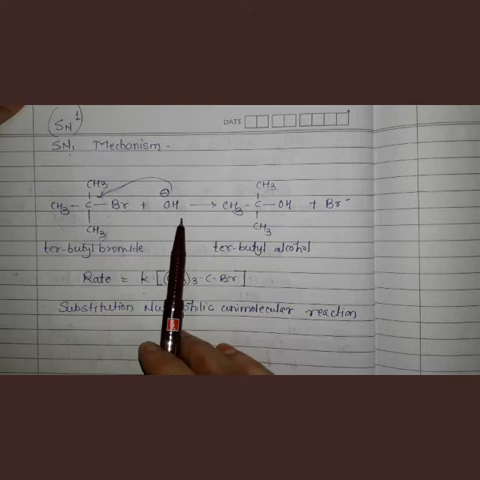 SN1
DATE
SN1 Mechanism -
CH3 CH3
CH3 - C - Br + OH⊖ → CH3 - C - OH + Br-
CH3 CH3
ter-butyl bromide ter-butyl alcohol
Rate = k [ )3-C-Br]
Substitution unimolecular reaction